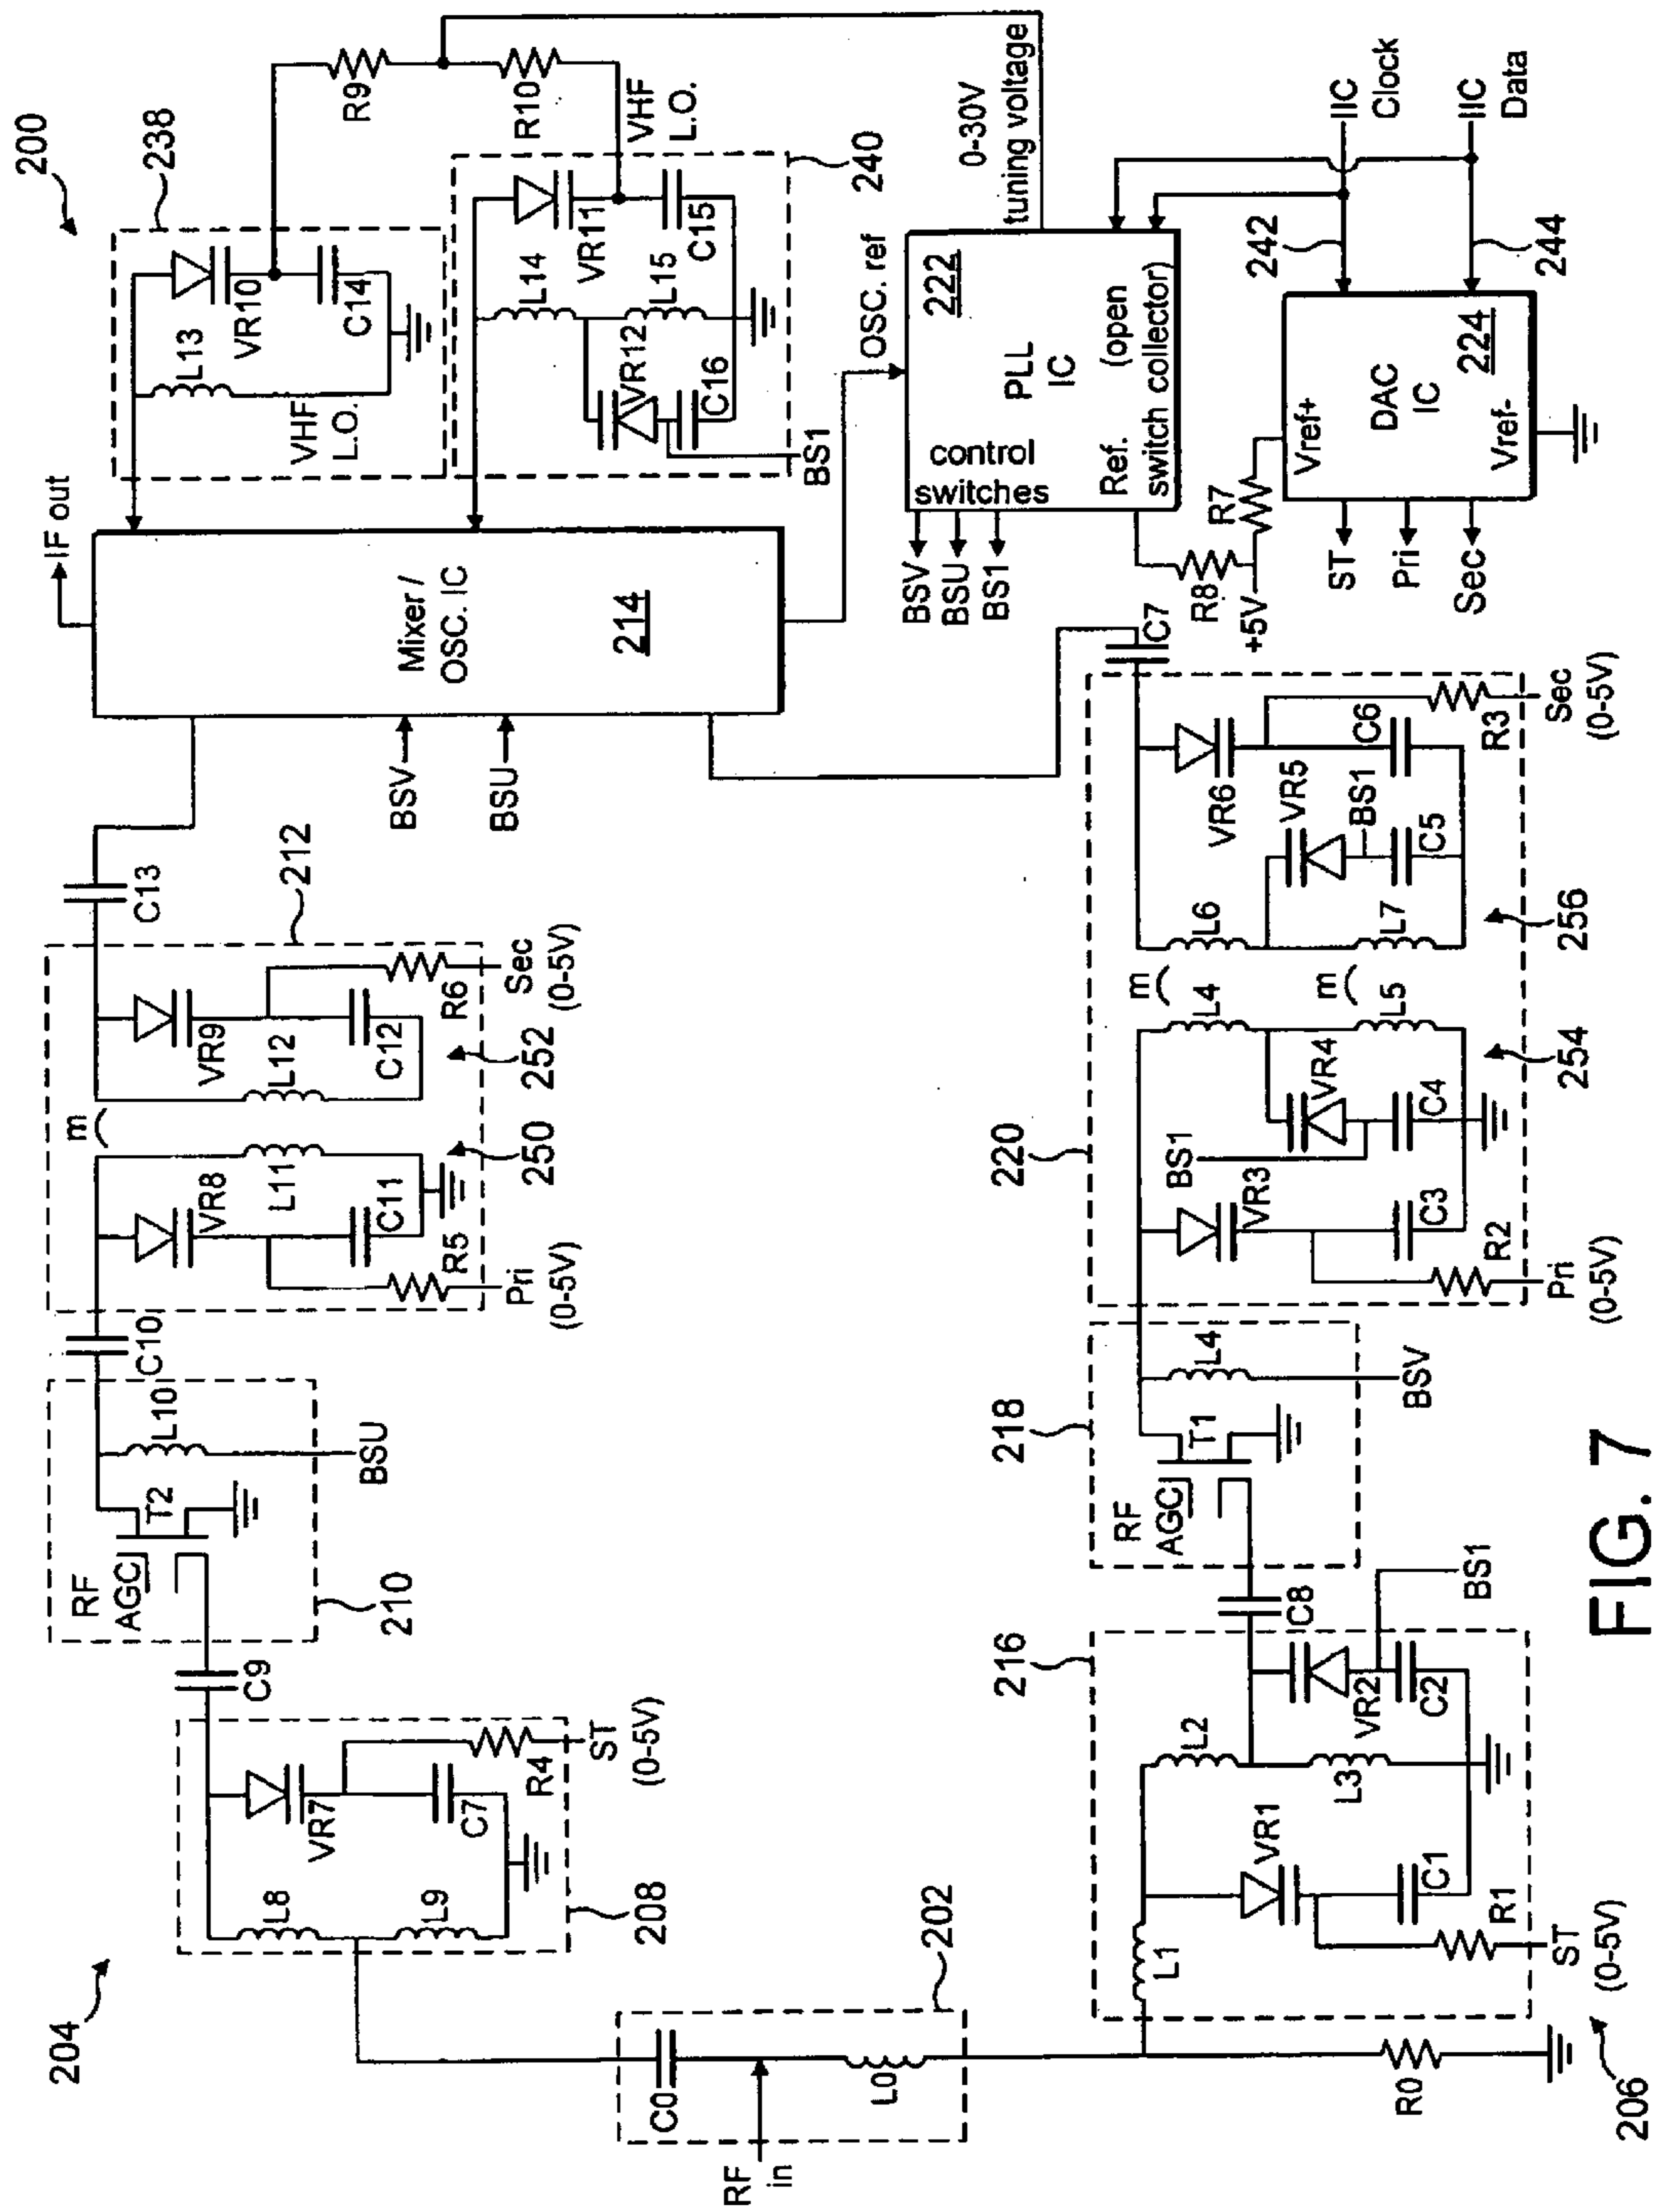 200
238
VHF
L.O.
L13
VR10
C14
R9
R10
VHF
L.O.
L14
VR11
C15
L15
VR12
C16
BS1
240
IF out
Mixer /
OSC. IC
214
BSV
BSU
OSC. ref
0-30V
tuning voltage
222
PLL
IC
control
switches
Ref. (open
switch collector)
BSV
BSU
BS1
R8
+5V
R7
Vref+
DAC
IC
224
Vref-
ST
Pri
Sec
242
244
IIC
Clock
IIC
Data
C13
212
VR9
L12
C12
R6
Sec
(0-5V)
252
m
VR8
L11
C11
R5
Pri
(0-5V)
250
C10
L10
T2
BSU
RF
AGC
210
C9
204
L8
L9
VR7
C7
R4
ST
(0-5V)
208
202
C0
L0
RF
in
C7
220
L6
L7
VR6
VR5
BS1
C6
C5
R3
Sec
(0-5V)
256
m
m
L4
L5
VR4
BS1
VR3
C4
C3
R2
Pri
(0-5V)
254
218
L4
T1
RF
AGC
BSV
C8
216
L2
L3
VR2
C2
BS1
VR1
C1
R1
L1
ST
(0-5V)
R0
206
FIG. 7